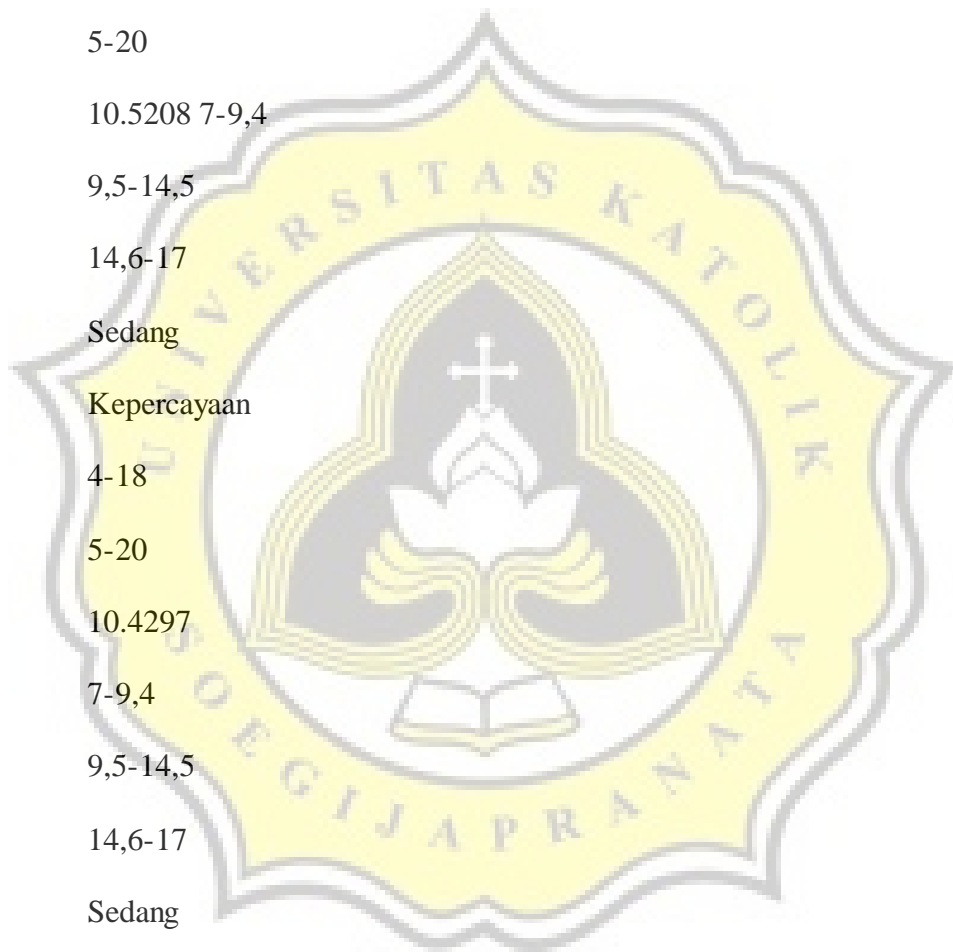 5-20
10.5208 7-9,4
9,5-14,5
14,6-17
Sedang
Kepercayaan
4-18
5-20
10.4297
7-9,4
9,5-14,5
14,6-17
Sedang
UNIVERSITAS KATOLIK
SOEGIJAPRANATA